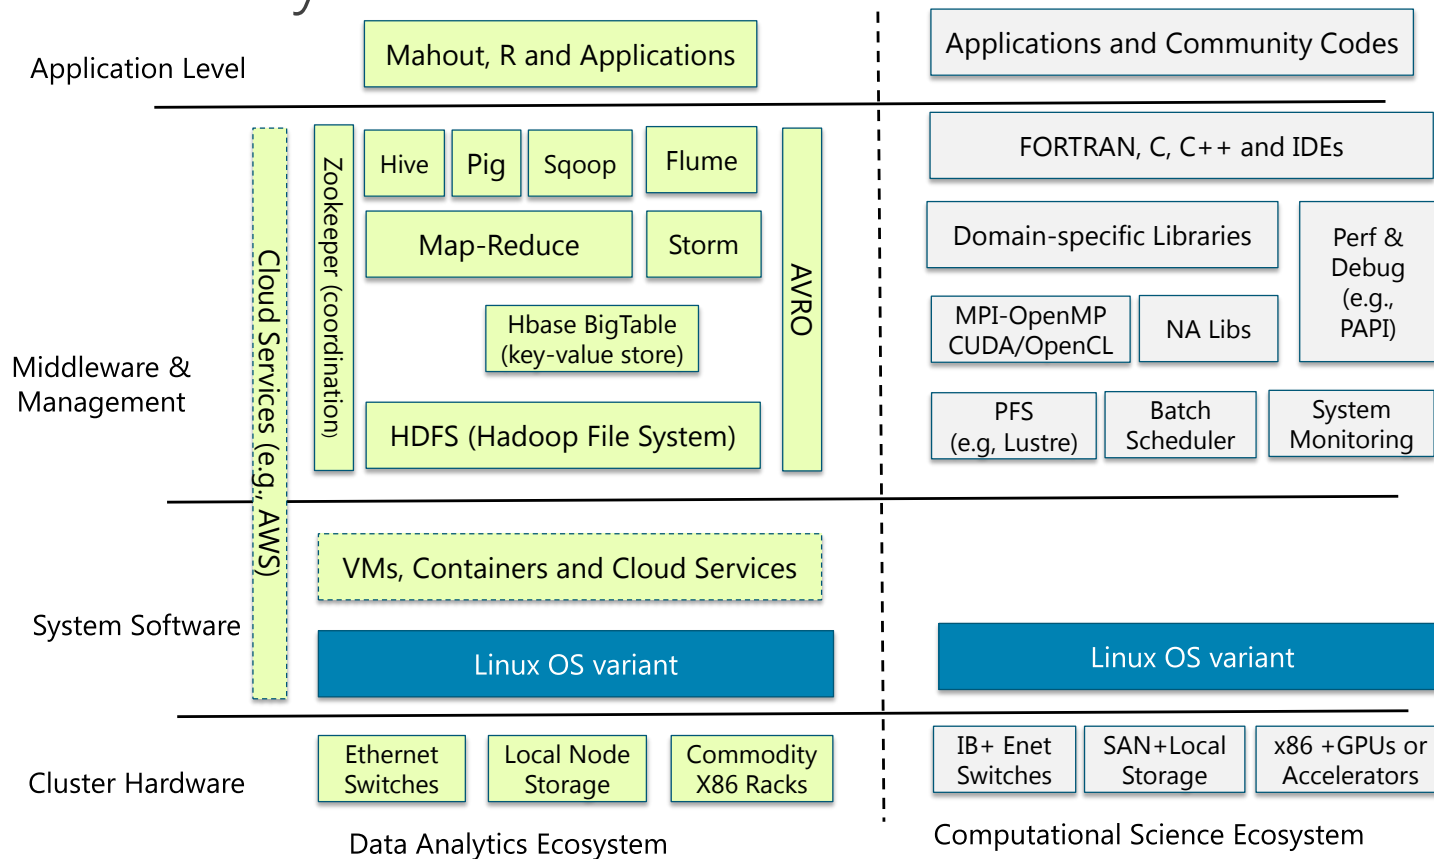 Application Level
Mahout, R and Applications
Applications and Community Codes
Middleware &
Management
Cloud Services (e.g., AWS)
Zookeeper (coordination)
Hive
Pig
Sqoop
Flume
Map-Reduce
Storm
Hbase BigTable
(key-value store)
HDFS (Hadoop File System)
AVRO
FORTRAN, C, C++ and IDEs
Domain-specific Libraries
Perf &
Debug
(e.g.,
PAPI)
MPI-OpenMP
CUDA/OpenCL
NA Libs
PFS
(e.g, Lustre)
Batch
Scheduler
System
Monitoring
System Software
VMs, Containers and Cloud Services
Linux OS variant
Linux OS variant
Cluster Hardware
Ethernet
Switches
Local Node
Storage
Commodity
X86 Racks
IB+ Enet
Switches
SAN+Local
Storage
x86 +GPUs or
Accelerators
Data Analytics Ecosystem
Computational Science Ecosystem